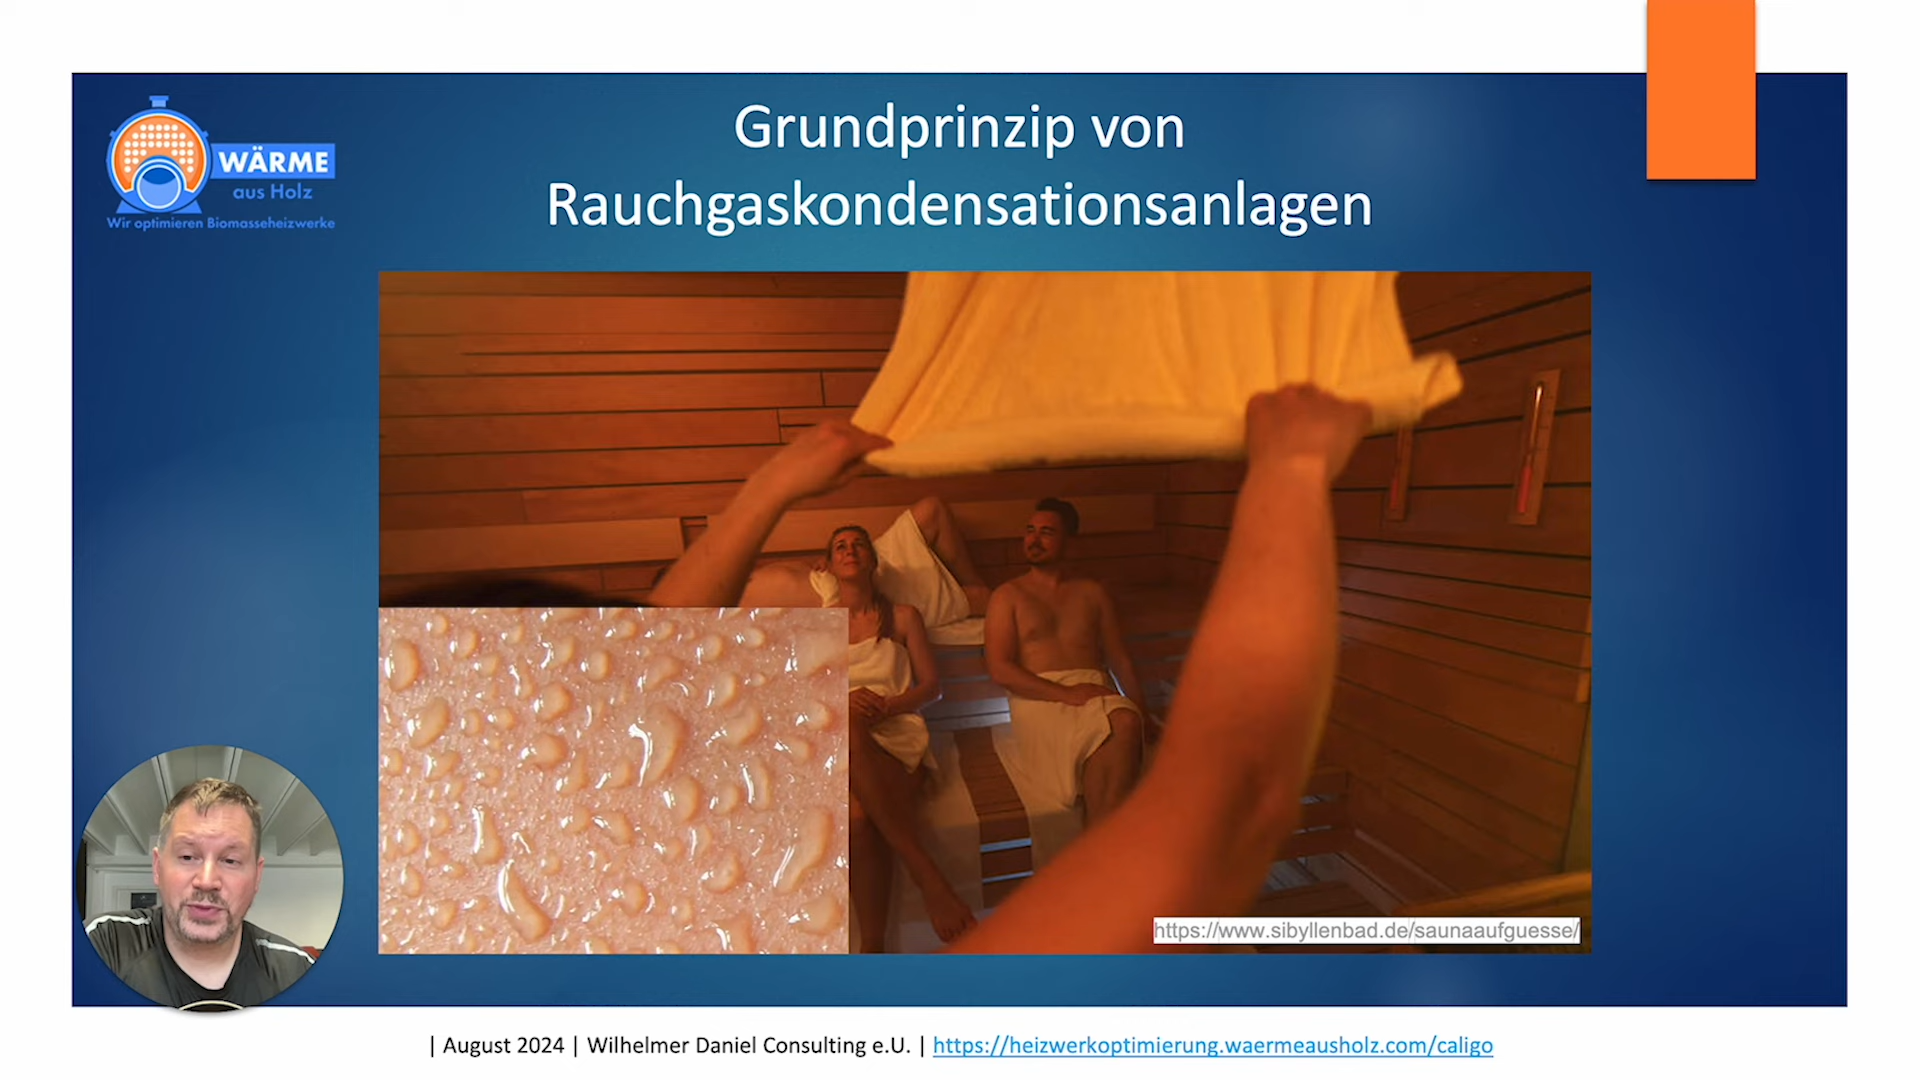 WÄRME
aus Holz
Wir optimieren Biomasseheizwerke
Grundprinzip von
Rauchgaskondensationsanlagen
https://www.sibyllenbad.de/saunaaufguesse/
| August 2024 | Wilhelmer Daniel Consulting e.U. | https://heizwerkoptimierung.waermeausholz.com/caligo